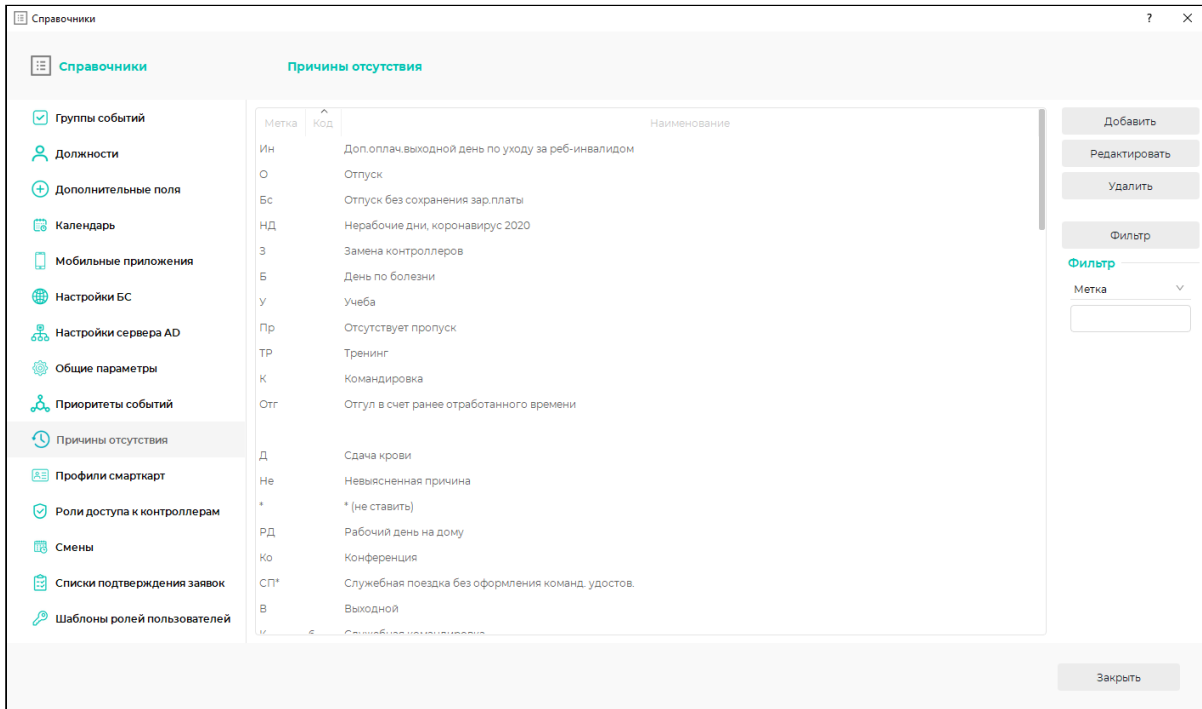 Справочники
? ×
Справочники
Причины отсутствия
Группы событий
Должности
Дополнительные поля
Календарь
Мобильные приложения
Настройки БС
Настройки сервера AD
Общие параметры
Приоритеты событий
Причины отсутствия
Профили смарткарт
Роли доступа к контроллерам
Смены
Списки подтверждения заявок
Шаблоны ролей пользователей
Метка Код Наименование
Ин Доп.оплач.выходной день по уходу за реб-инвалидом
О Отпуск
Бс Отпуск без сохранения зар.платы
НД Нерабочие дни, коронавирус 2020
З Замена контроллеров
Б День по болезни
У Учеба
Пр Отсутствует пропуск
ТР Тренинг
К Командировка
Отг Отгул в счет ранее отработанного времени
Д Сдача крови
Не Невыясненная причина
* * (не ставить)
РД Рабочий день на дому
Ко Конференция
СП* Служебная поездка без оформления команд. удостов.
В Выходной
К 6 Служебная командировка
Добавить
Редактировать
Удалить
Фильтр
Фильтр
Метка
Закрыть